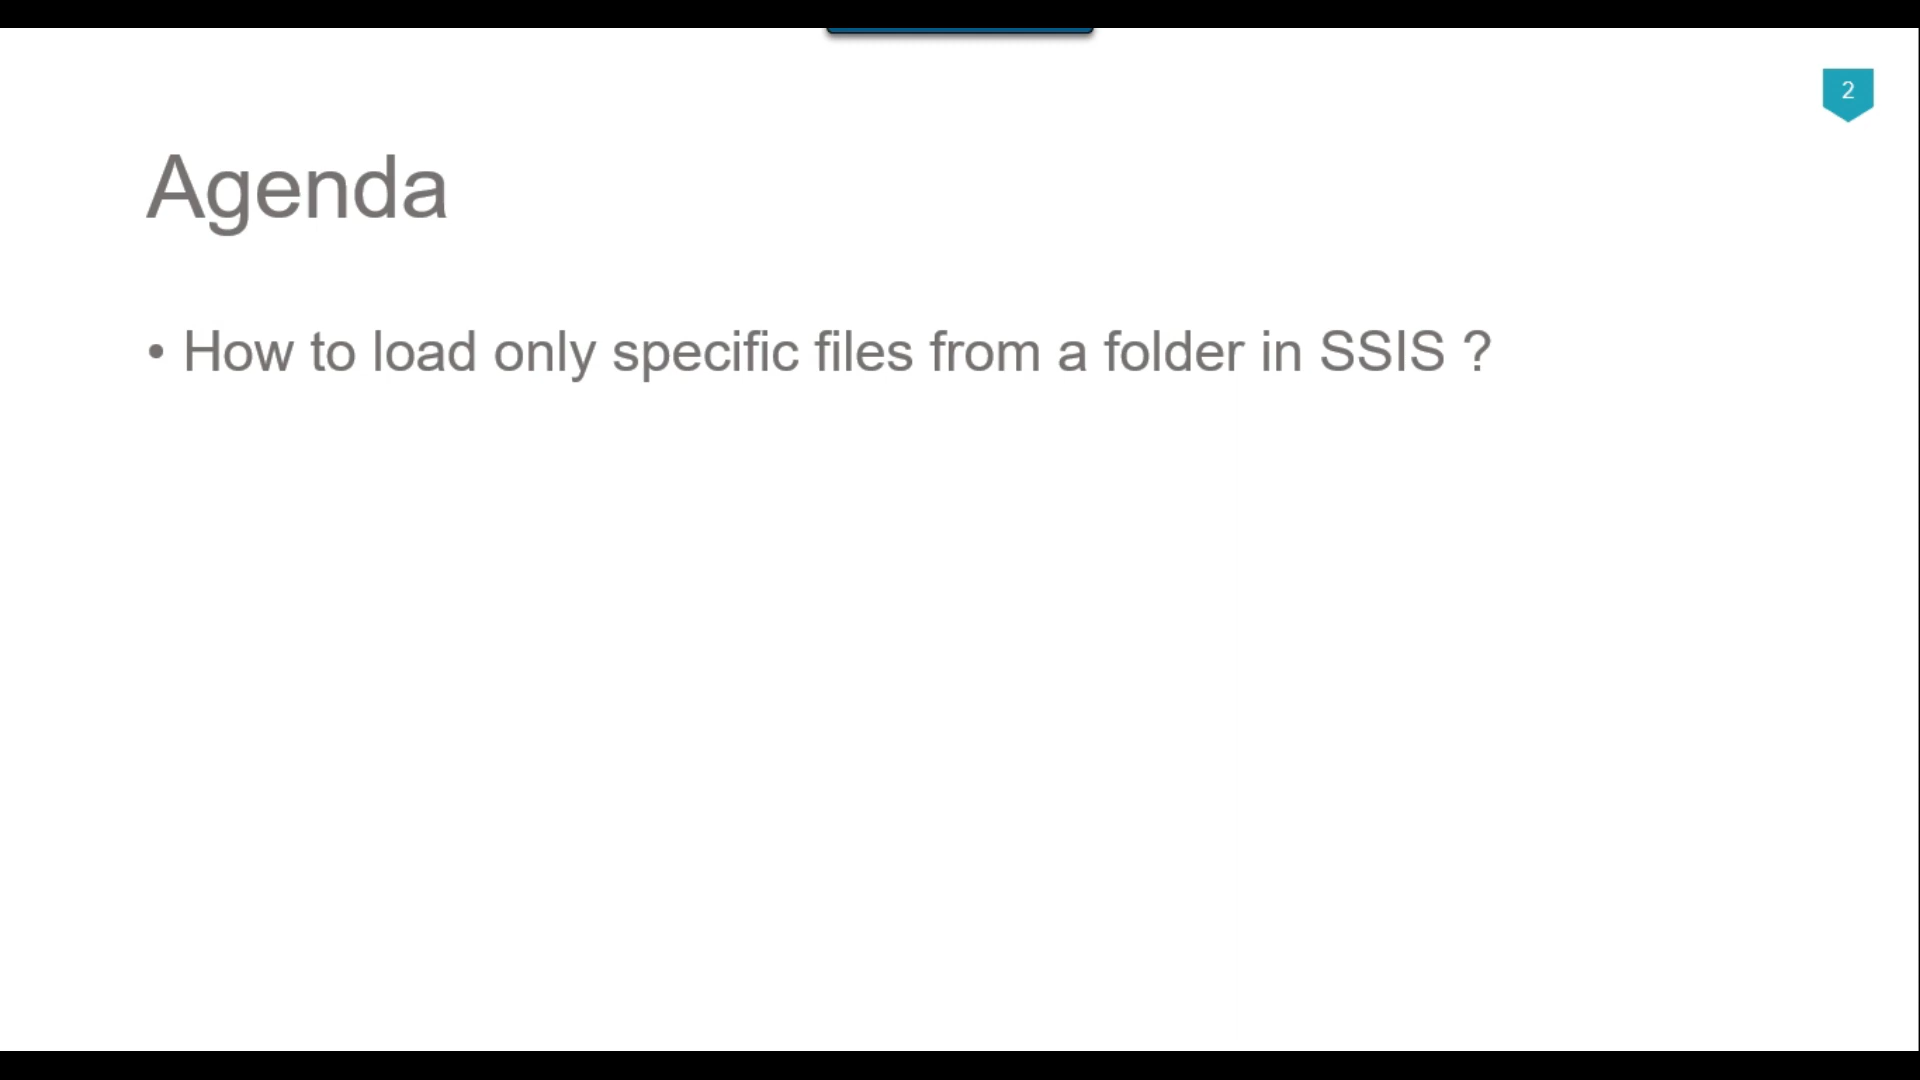 2
Agenda
• How to load only specific files from a folder in SSIS ?